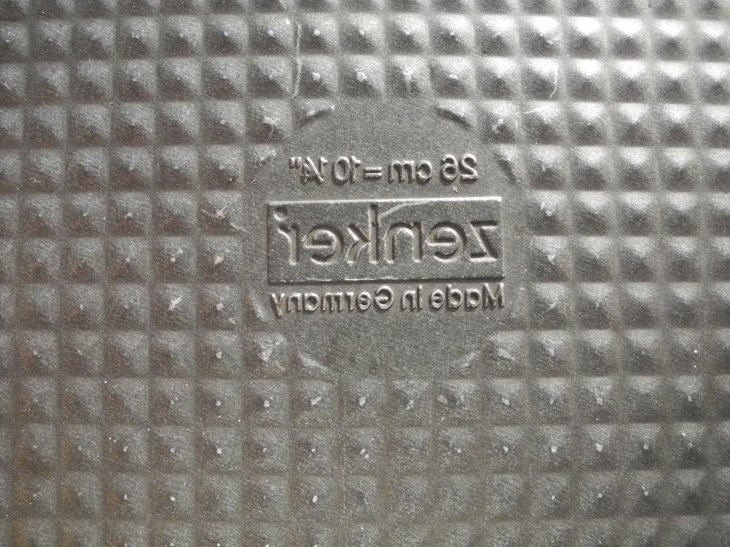 26 cm = 10 ¼"
zenker
Made in Germany